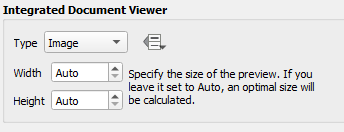 Integrated Document Viewer
Type Image
Width Auto
Specify the size of the preview. If you
leave it set to Auto, an optimal size will
be calculated.
Height Auto